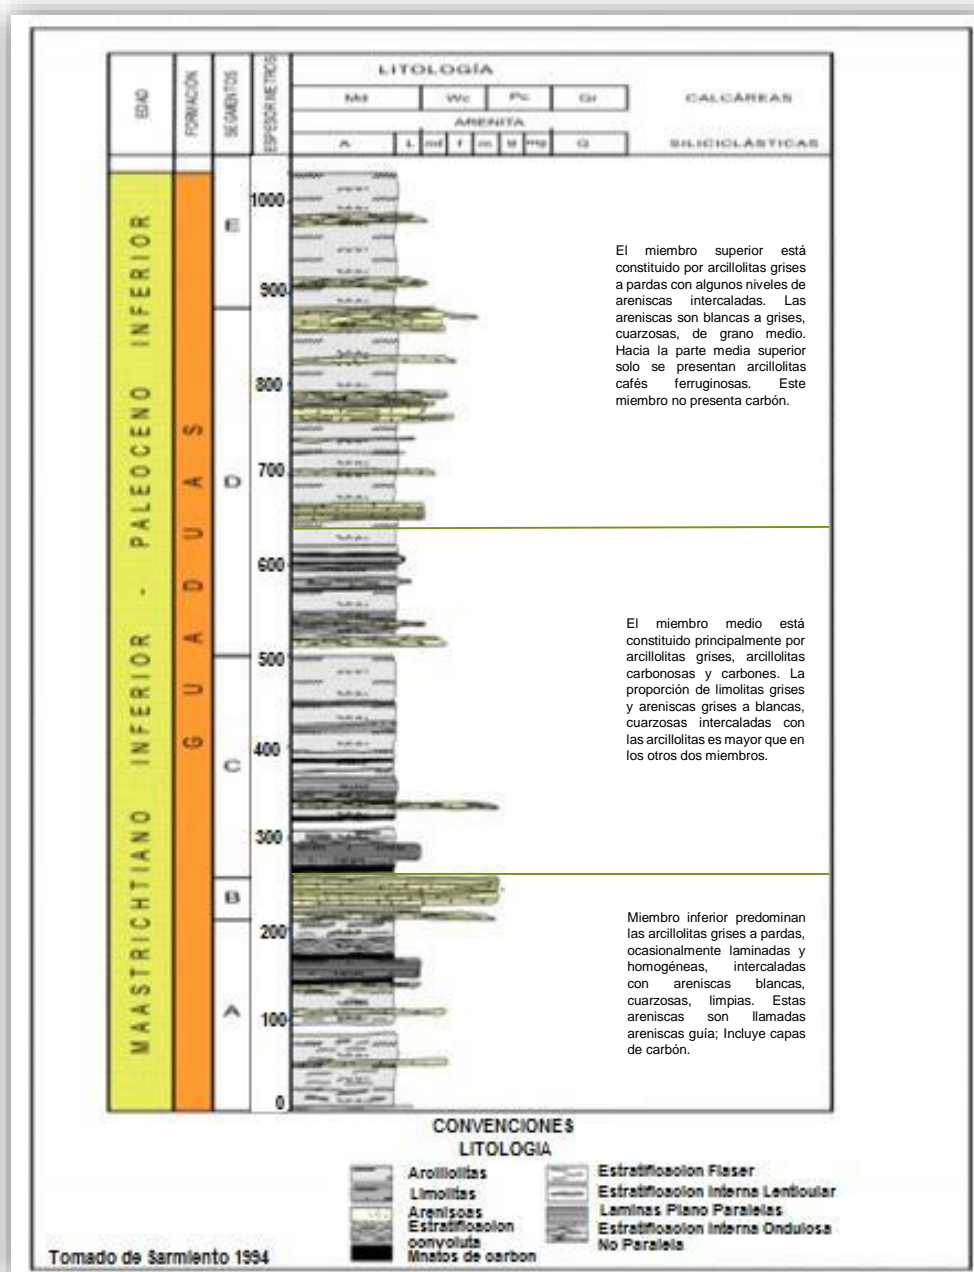 LITOLOGÍA
EDAD
FORMACIÓN
SEGMENTOS
ESPESOR METROS
Md
Wc
Pc
Gr
CALCÁREAS
ARENITA
A
L
mf
f
m
g
mg
G
SILICICLÁSTICAS
MAASTRICHTIANO INFERIOR - PALEOCENO INFERIOR
GUADUAS
E
D
C
B
A
1000
900
800
700
600
500
400
300
200
100
0
El miembro superior está
constituido por arcillolitas grises
a pardas con algunos niveles de
areniscas intercaladas. Las
areniscas son blancas a grises,
cuarzosas, de grano medio.
Hacia la parte media superior
solo se presentan arcillolitas
cafés ferruginosas. Este
miembro no presenta carbón.
El miembro medio está
constituido principalmente por
arcillolitas grises, arcillolitas
carbonosas y carbones. La
proporción de limolitas grises
y areniscas grises a blancas,
cuarzosas intercaladas con
las arcillolitas es mayor que en
los otros dos miembros.
Miembro inferior predominan
las arcillolitas grises a pardas,
ocasionalmente laminadas y
homogéneas, intercaladas
con areniscas blancas,
cuarzosas, limpias. Estas
areniscas son llamadas
areniscas guía; Incluye capas
de carbón.
CONVENCIONES
LITOLOGIA
Arcillolitas
Limolitas
Areniscas
Estratificacion
convoluta
Mnatos de carbon
Estratificacion Flaser
Estratificacion Interna Lenticular
Laminas Plano Paralelas
Estratificacion Interna Ondulosa
No Paralela
Tomado de Sarmiento 1994